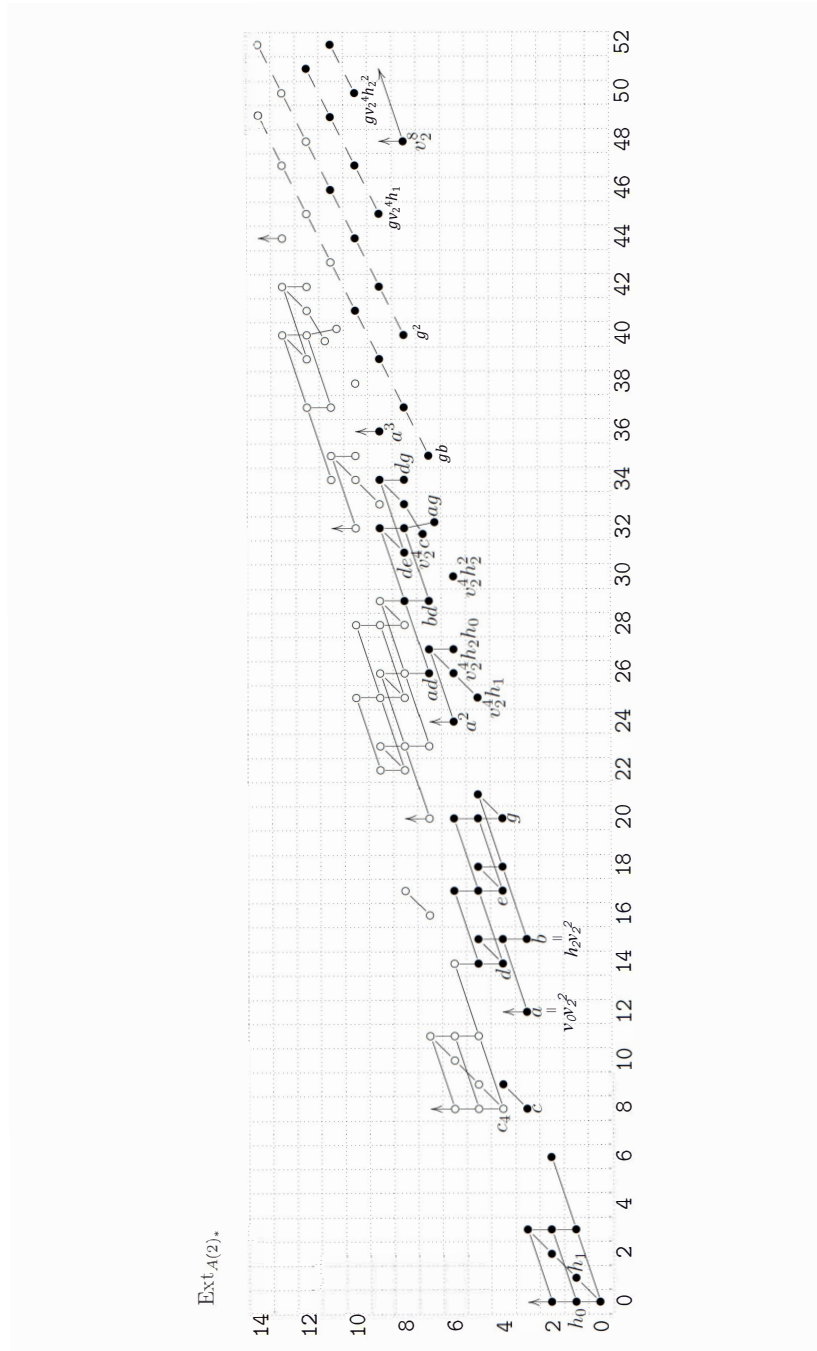 Ext_{A(2)_*}
14
12
10
8
6
4
2
0
0
2
4
6
8
10
12
14
16
18
20
22
24
26
28
30
32
34
36
38
40
42
44
46
48
50
52
h_0
h_1
c_4
c
a = v_0v_2^2
d
b = h_2v_2^2
e
g
a^2
v_2^4h_1
ad
v_2^4h_2h_0
bd
v_2^4h_2^2
de
v_2^4c
ag
dg
gb
a^3
g^2
gv_2^4h_1
v_2^8
gv_2^4h_2^2